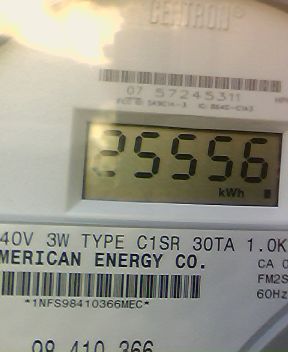 CENTRON®
07 57245311
25556
kWh
40V 3W TYPE C1SR 30TA 1.0K
MERICAN ENERGY CO.
CA 0
FM2S
60Hz
*1NFS98410366MEC*
98 410 366